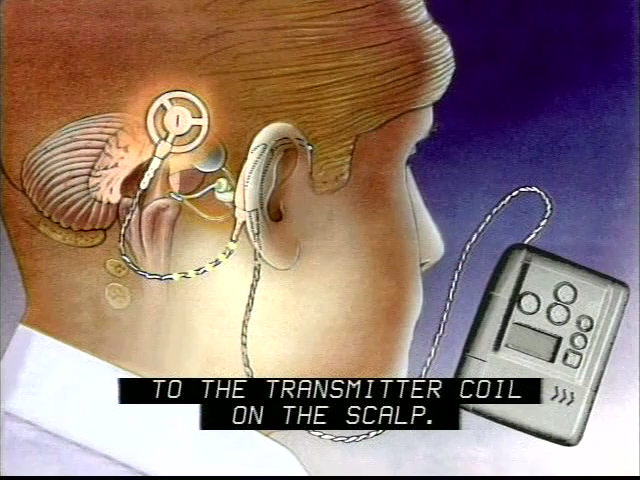 TO THE TRANSMITTER COIL
ON THE SCALP.